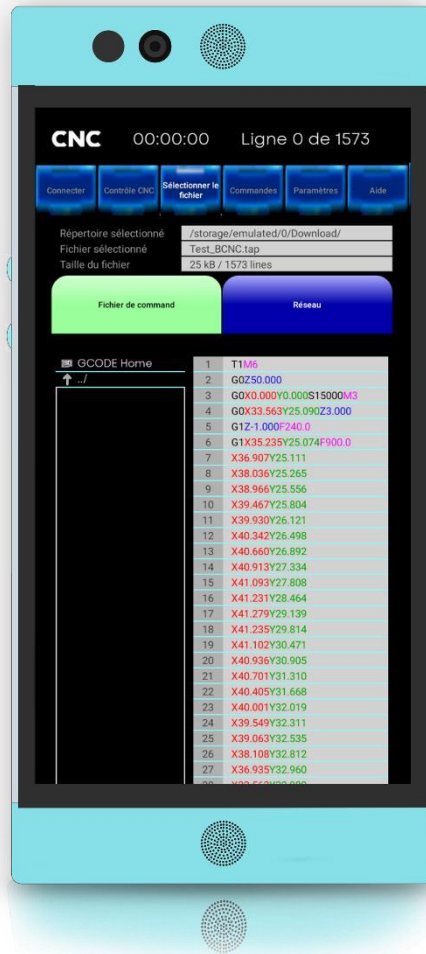 CNC 00:00:00 Ligne 0 de 1573
Connecter Contrôle CNC Sélectionner le fichier Commandes Paramètres Aide
Répertoire sélectionné /storage/emulated/0/Download/
Fichier sélectionné Test_BCNC.tap
Taille du fichier 25 kB / 1573 lines
Fichier de command Réseau
GCODE Home
../
1 T1M6
2 G0Z50.000
3 G0X0.000Y0.000S15000M3
4 G0X33.563Y25.090Z3.000
5 G1Z-1.000F240.0
6 G1X35.235Y25.074F900.0
7 X36.907Y25.111
8 X38.036Y25.265
9 X38.966Y25.556
10 X39.467Y25.804
11 X39.930Y26.121
12 X40.342Y26.498
13 X40.660Y26.892
14 X40.913Y27.334
15 X41.093Y27.808
16 X41.231Y28.464
17 X41.279Y29.139
18 X41.235Y29.814
19 X41.102Y30.471
20 X40.936Y30.905
21 X40.701Y31.310
22 X40.405Y31.668
23 X40.001Y32.019
24 X39.549Y32.311
25 X39.063Y32.535
26 X38.108Y32.812
27 X36.935Y32.960